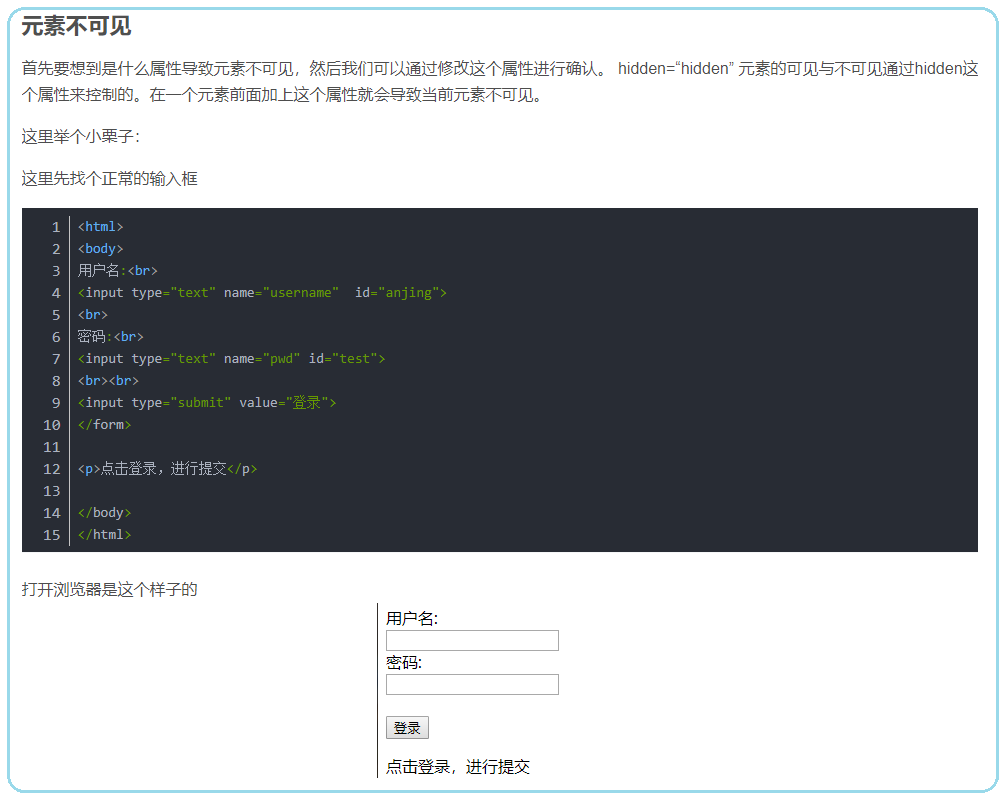 元素不可见
首先要想到是什么属性导致元素不可见，然后我们可以通过修改这个属性进行确认。 hidden=“hidden” 元素的可见与不可见通过hidden这
个属性来控制的。在一个元素前面加上这个属性就会导致当前元素不可见。
这里举个小栗子：
这里先找个正常的输入框
1 <html>
2 <body>
3 用户名:<br>
4 <input type="text" name="username"  id="anjing">
5 <br>
6 密码:<br>
7 <input type="text" name="pwd" id="test">
8 <br><br>
9 <input type="submit" value="登录">
10 </form>
11
12 <p>点击登录，进行提交</p>
13
14 </body>
15 </html>
打开浏览器是这个样子的
用户名:
密码:
登录
点击登录，进行提交